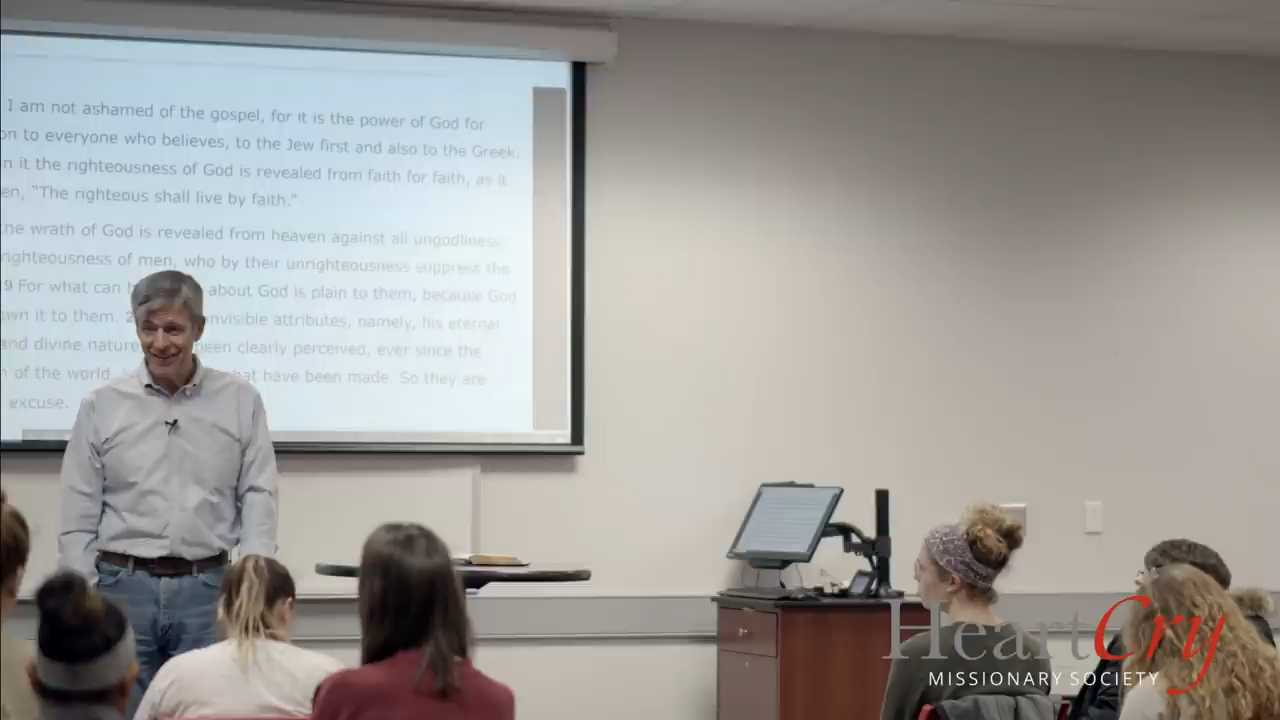 I am not ashamed of the gospel, for it is the power of God for
on to everyone who believes, to the Jew first and also to the Greek.
n it the righteousness of God is revealed from faith for faith, as it
en, “The righteous shall live by faith.”
the wrath of God is revealed from heaven against all ungodliness
righteousness of men, who by their unrighteousness suppress the
9 For what can about God is plain to them, because God
own it to them. 2 invisible attributes, namely, his eternal
and divine nature been clearly perceived, ever since the
n of the world, hat have been made. So they are
excuse.
HeartCry
MISSIONARY SOCIETY